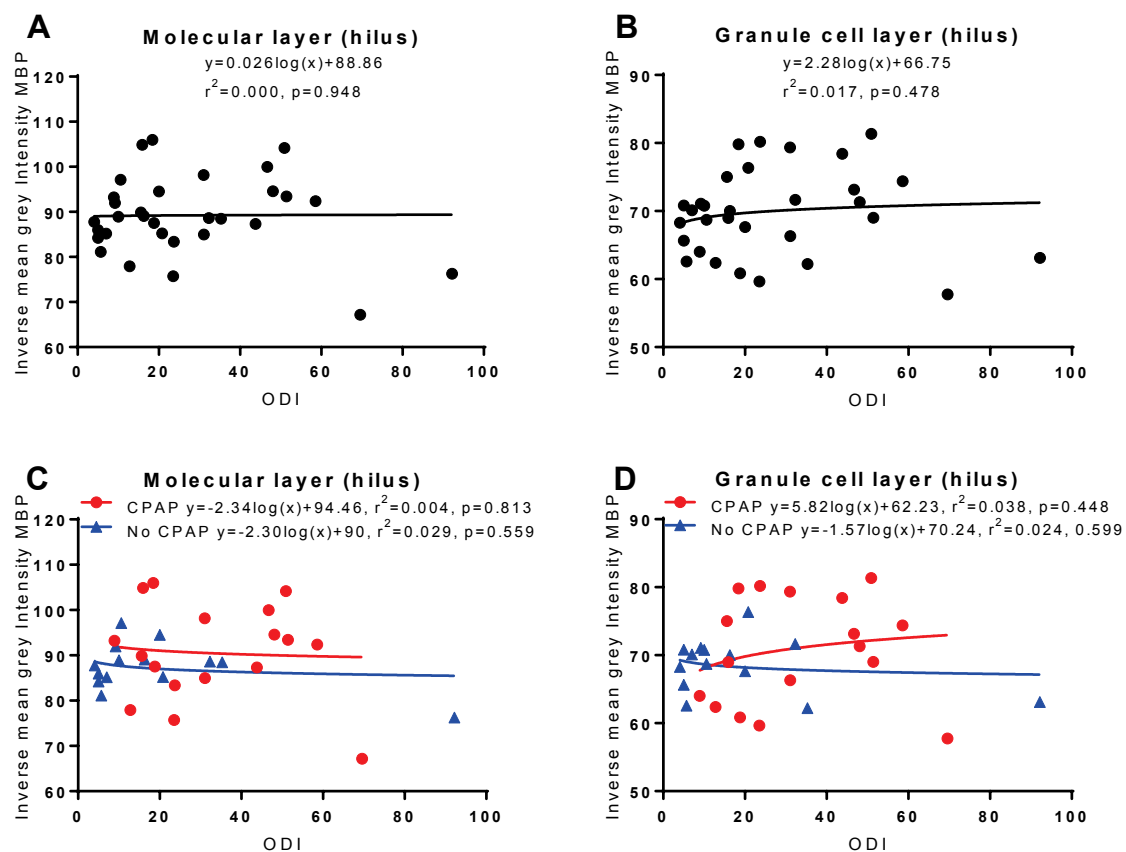 A
Molecular layer (hilus)
y=0.026log(x)+88.86
r²=0.000, p=0.948
Inverse mean grey Intensity MBP
120
110
100
90
80
70
60
0 20 40 60 80 100
ODI
B
Granule cell layer (hilus)
y=2.28log(x)+66.75
r²=0.017, p=0.478
Inverse mean grey Intensity MBP
90
80
70
60
50
0 20 40 60 80 100
ODI
C
Molecular layer (hilus)
CPAP y=-2.34log(x)+94.46, r²=0.004, p=0.813
No CPAP y=-2.30log(x)+90, r²=0.029, p=0.559
Inverse mean grey Intensity MBP
120
110
100
90
80
70
60
0 20 40 60 80 100
ODI
D
Granule cell layer (hilus)
CPAP y=5.82log(x)+62.23, r²=0.038, p=0.448
No CPAP y=-1.57log(x)+70.24, r²=0.024, 0.599
Inverse mean grey Intensity MBP
90
80
70
60
50
0 20 40 60 80 100
ODI